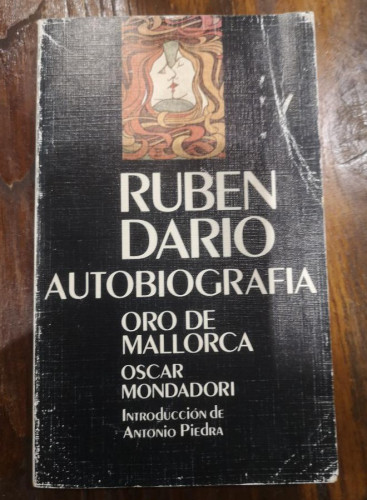 RUBEN
DARIO
AUTOBIOGRAFIA
ORO DE
MALLORCA
OSCAR
MONDADORI
INTRODUCCIÓN DE
ANTONIO PIEDRA